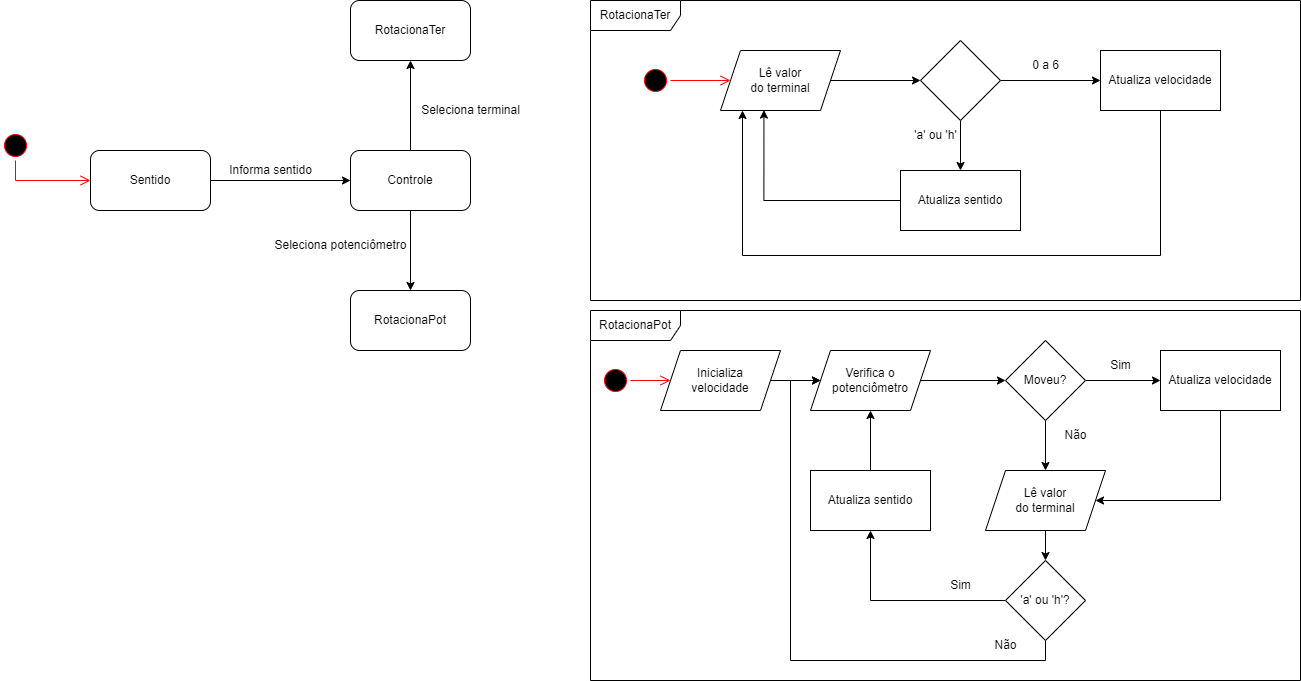 RotacionaTer
Seleciona terminal
Sentido
Informa sentido
Controle
Seleciona potenciômetro
RotacionaPot
RotacionaTer
Lê valor
do terminal
0 a 6
Atualiza velocidade
'a' ou 'h'
Atualiza sentido
RotacionaPot
Inicializa
velocidade
Verifica o
potenciômetro
Moveu?
Sim
Atualiza velocidade
Não
Atualiza sentido
Lê valor
do terminal
Sim
'a' ou 'h'?
Não